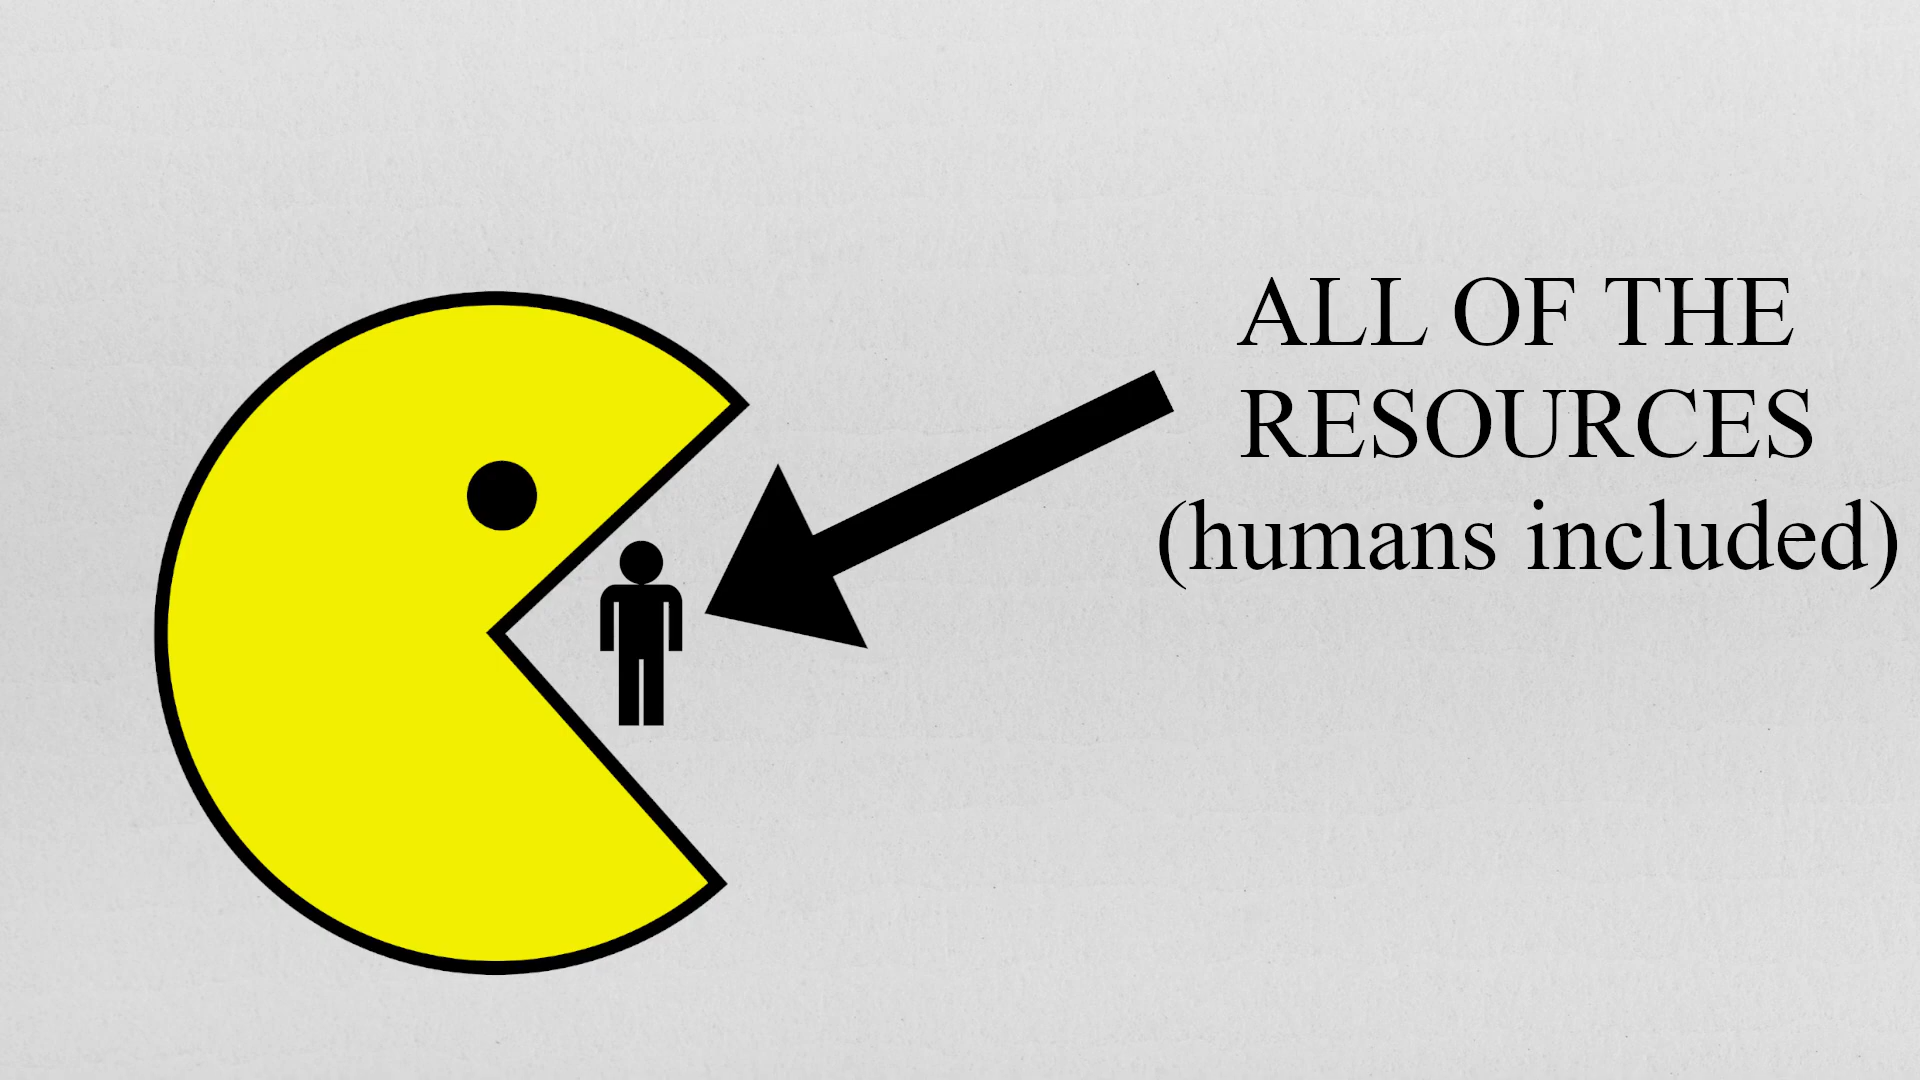 ALL OF THE
RESOURCES
(humans included)